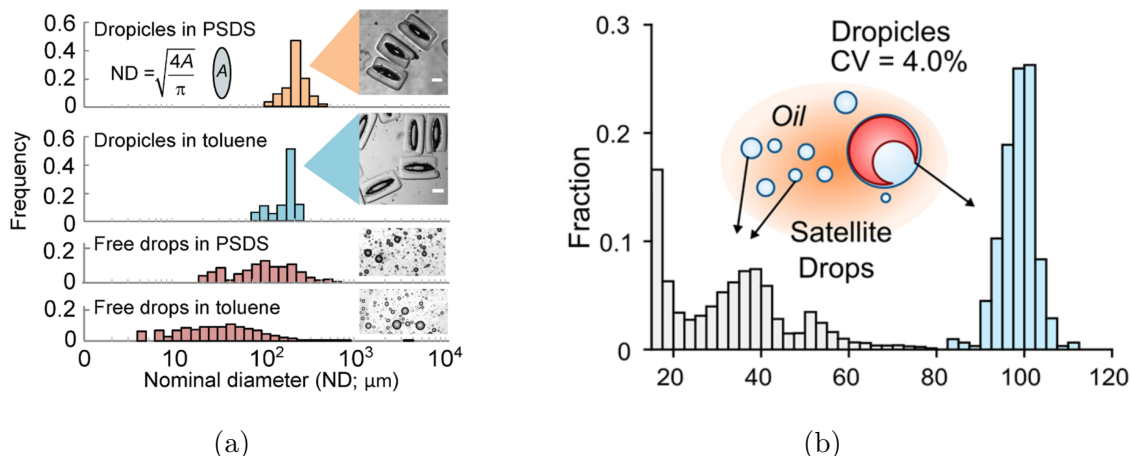 Dropicles in PSDS
ND = √(4A/π)
A
Dropicles in toluene
Free drops in PSDS
Free drops in toluene
Frequency
0.6
0.4
0.2
0
0.6
0.4
0.2
0
0.2
0
0.2
0
0 10 10² 10³ 10⁴
Nominal diameter (ND; μm)
(a)
Dropicles
CV = 4.0%
Oil
Satellite
Drops
Fraction
0.3
0.2
0.1
0
20 40 60 80 100 120
(b)